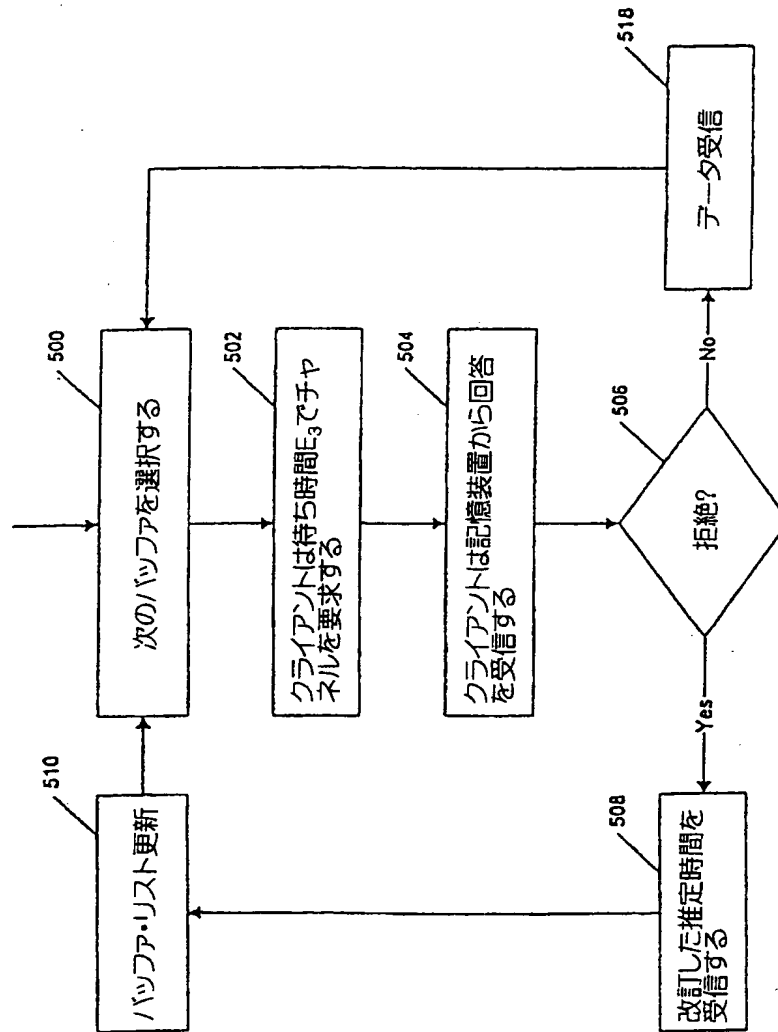 500
次のバッファを選択する
502
クライアントは待ち時間E₃でチャ
ネルを要求する
504
クライアントは記憶装置から回答
を受信する
506
拒絶?
Yes
No
508
改訂した推定時間を
受信する
510
バッファ・リスト更新
518
データ受信